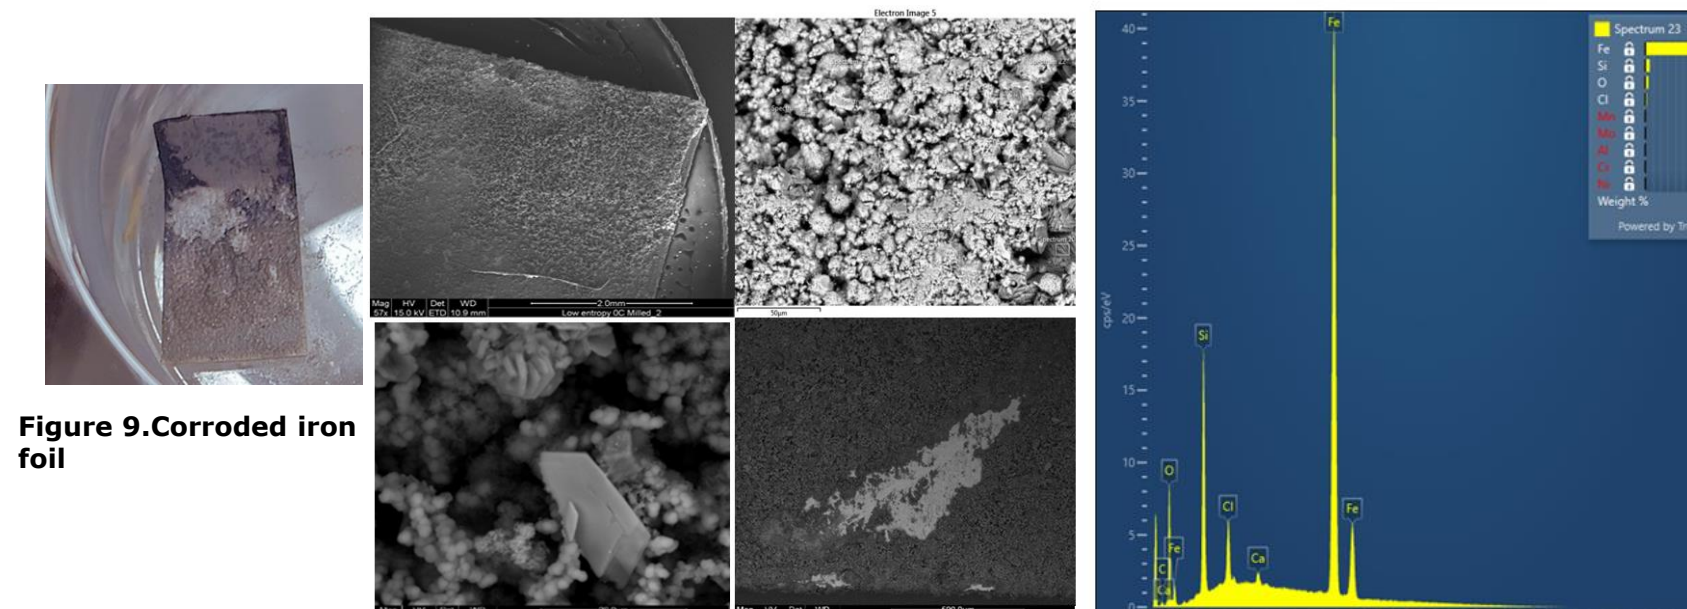 Figure 9.Corroded iron
foil
Mag HV Det WD 2.0mm
57x 15.0 kV ETD 10.9 mm Low entropy 0C Milled_2
Electron Image 5
50µm
cps/eV
40
35
30
25
20
15
10
5
0
Fe
Si
O
Cl
Fe
Ca
Fe
C
Ca
Spectrum 23
Fe
Si
O
Cl
Mn
Mo
Al
Cr
Weight %
Powered by